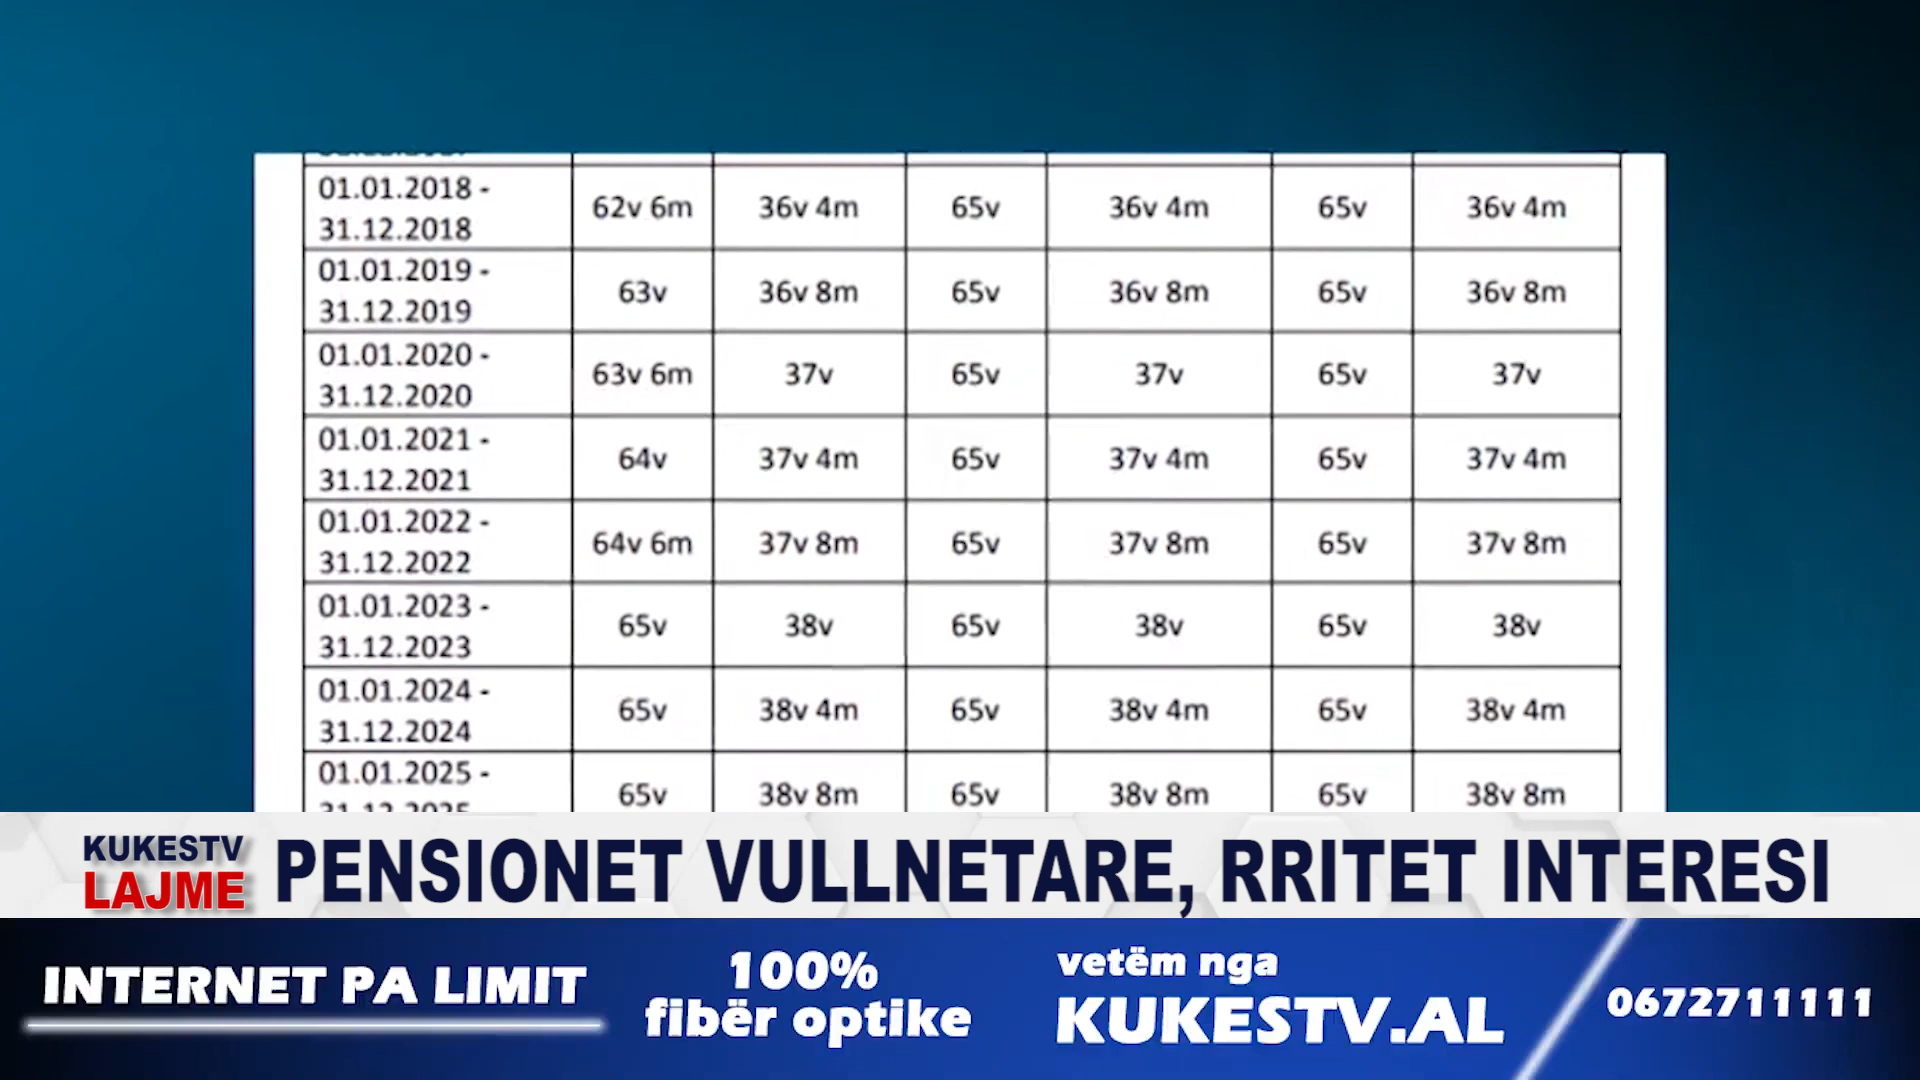 01.01.2018 -
31.12.2018
62v 6m 36v 4m 65v 36v 4m 65v 36v 4m
01.01.2019 -
31.12.2019
63v 36v 8m 65v 36v 8m 65v 36v 8m
01.01.2020 -
31.12.2020
63v 6m 37v 65v 37v 65v 37v
01.01.2021 -
31.12.2021
64v 37v 4m 65v 37v 4m 65v 37v 4m
01.01.2022 -
31.12.2022
64v 6m 37v 8m 65v 37v 8m 65v 37v 8m
01.01.2023 -
31.12.2023
65v 38v 65v 38v 65v 38v
01.01.2024 -
31.12.2024
65v 38v 4m 65v 38v 4m 65v 38v 4m
01.01.2025 -
31.12.2025
65v 38v 8m 65v 38v 8m 65v 38v 8m
KUKESTV
LAJME
PENSIONET VULLNETARE, RRITET INTERESI
INTERNET PA LIMIT
100%
fibër optike
vetëm nga
KUKESTV.AL
0672711111